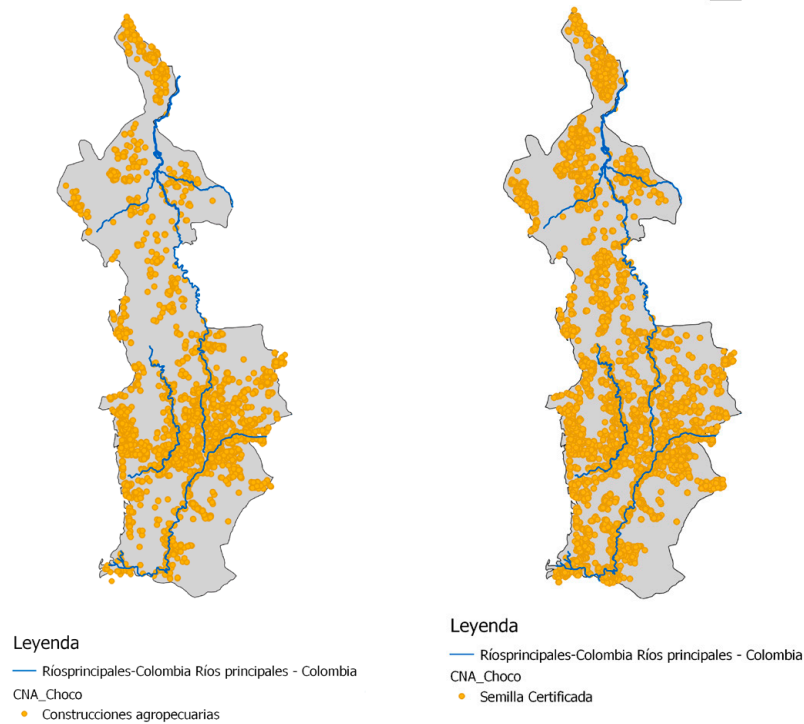 Leyenda
Ríosprincipales-Colombia Ríos principales - Colombia
CNA_Choco
Construcciones agropecuarias
Leyenda
Ríosprincipales-Colombia Ríos principales - Colombia
CNA_Choco
Semilla Certificada